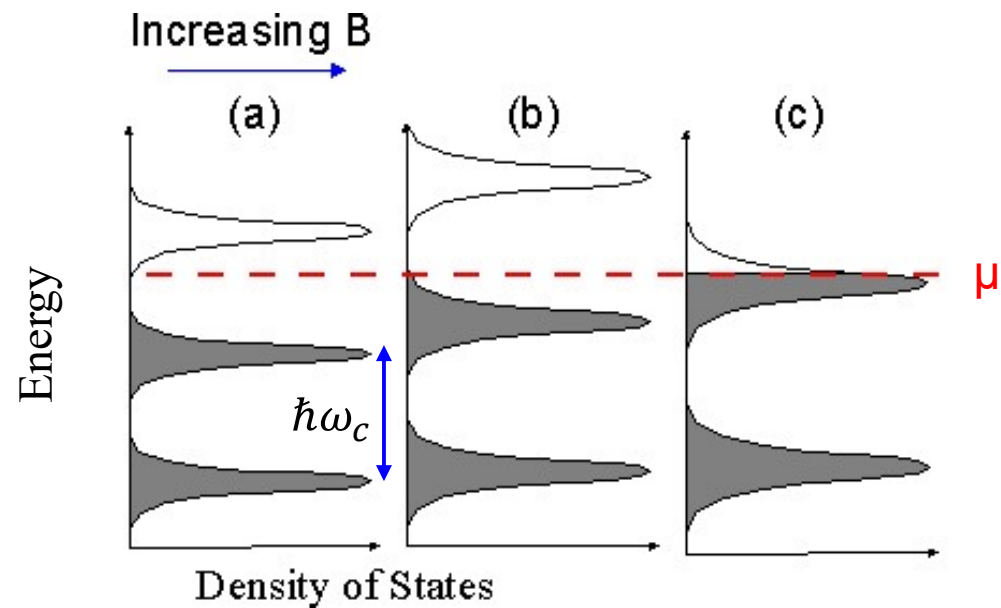 Increasing B
(a)
(b)
(c)
Energy
μ
ℏω_c
Density of States